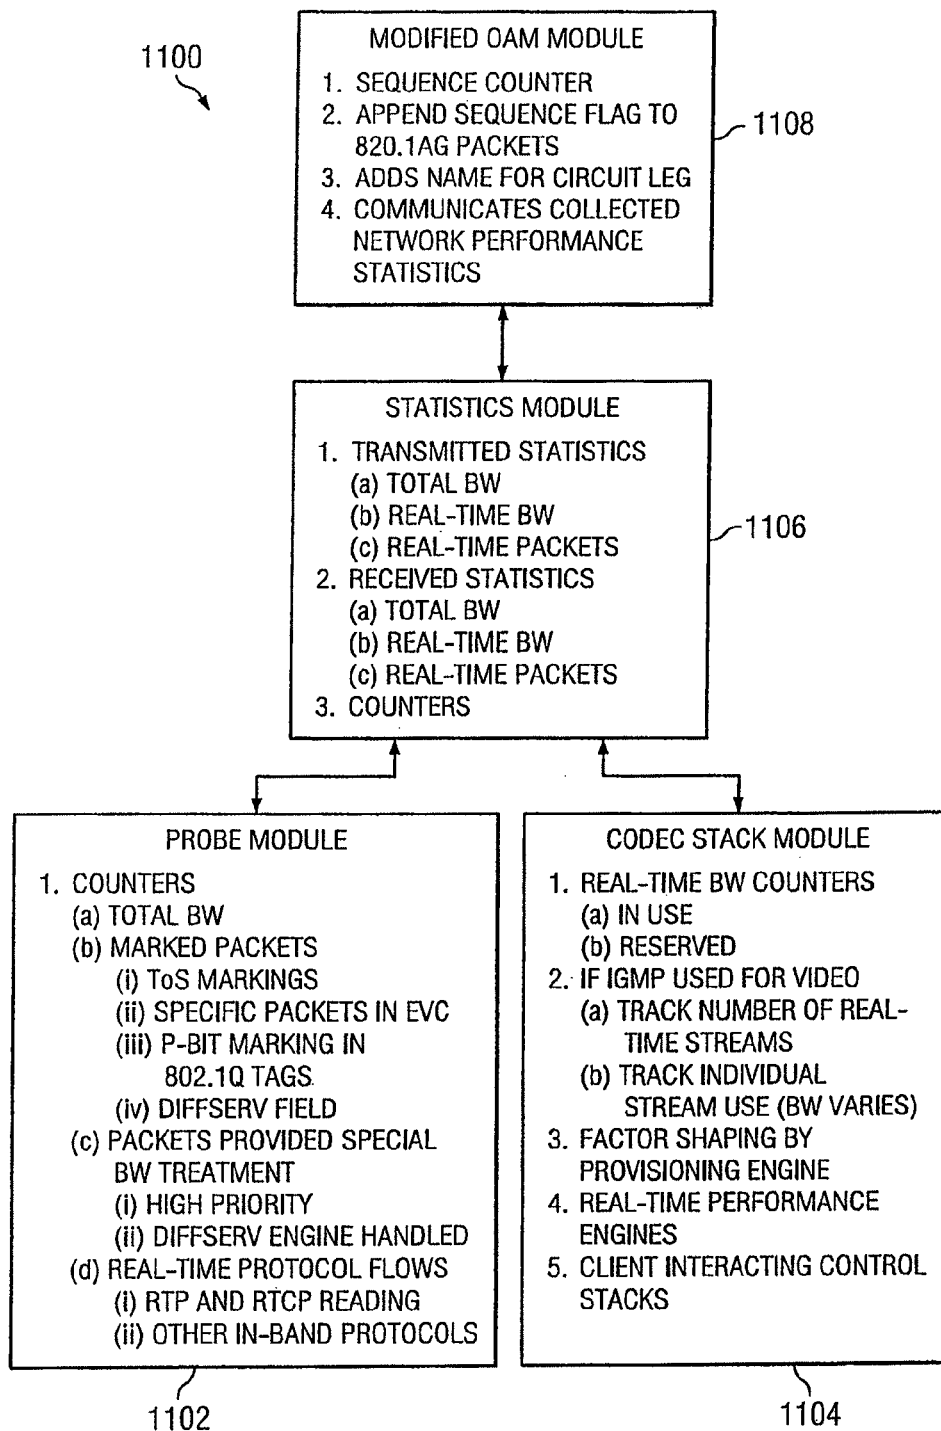 1100
MODIFIED OAM MODULE
1. SEQUENCE COUNTER
2. APPEND SEQUENCE FLAG TO
820.1AG PACKETS
3. ADDS NAME FOR CIRCUIT LEG
4. COMMUNICATES COLLECTED
NETWORK PERFORMANCE
STATISTICS
1108
STATISTICS MODULE
1. TRANSMITTED STATISTICS
(a) TOTAL BW
(b) REAL-TIME BW
(c) REAL-TIME PACKETS
2. RECEIVED STATISTICS
(a) TOTAL BW
(b) REAL-TIME BW
(c) REAL-TIME PACKETS
3. COUNTERS
1106
PROBE MODULE
1. COUNTERS
(a) TOTAL BW
(b) MARKED PACKETS
(i) ToS MARKINGS
(ii) SPECIFIC PACKETS IN EVC
(iii) P-BIT MARKING IN
802.1Q TAGS
(iv) DIFFSERV FIELD
(c) PACKETS PROVIDED SPECIAL
BW TREATMENT
(i) HIGH PRIORITY
(ii) DIFFSERV ENGINE HANDLED
(d) REAL-TIME PROTOCOL FLOWS
(i) RTP AND RTCP READING
(ii) OTHER IN-BAND PROTOCOLS
1102
CODEC STACK MODULE
1. REAL-TIME BW COUNTERS
(a) IN USE
(b) RESERVED
2. IF IGMP USED FOR VIDEO
(a) TRACK NUMBER OF REAL-
TIME STREAMS
(b) TRACK INDIVIDUAL
STREAM USE (BW VARIES)
3. FACTOR SHAPING BY
PROVISIONING ENGINE
4. REAL-TIME PERFORMANCE
ENGINES
5. CLIENT INTERACTING CONTROL
STACKS
1104